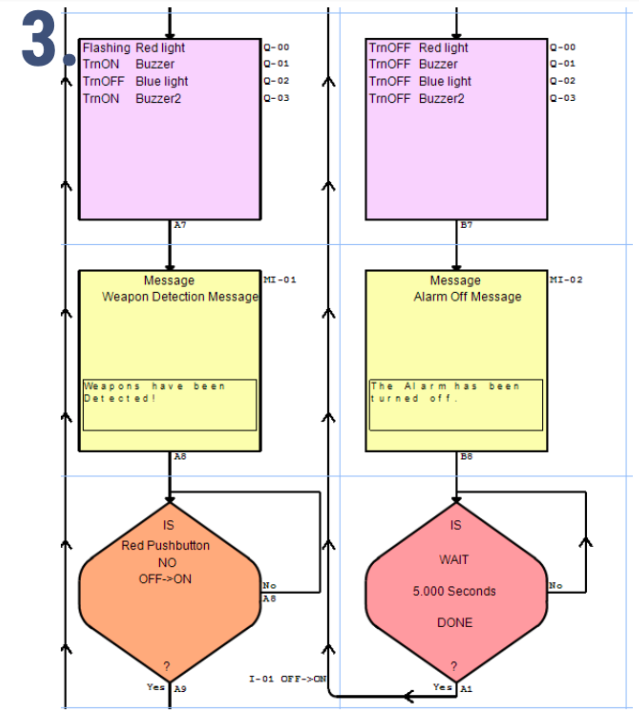 3.
Flashing Red light Q-00
TrnON Buzzer Q-01
TrnOFF Blue light Q-02
TrnON Buzzer2 Q-03
A7
Message MI-01
Weapon Detection Message
Weapons have been
Detected!
A8
IS
Red Pushbutton
NO
OFF->ON
No
A8
?
Yes A9
TrnOFF Red light Q-00
TrnOFF Buzzer Q-01
TrnOFF Blue light Q-02
TrnOFF Buzzer2 Q-03
B7
Message MI-02
Alarm Off Message
The Alarm has been
turned off.
B8
IS
WAIT
5.000 Seconds
DONE
No
?
I-01 OFF->ON
Yes A1